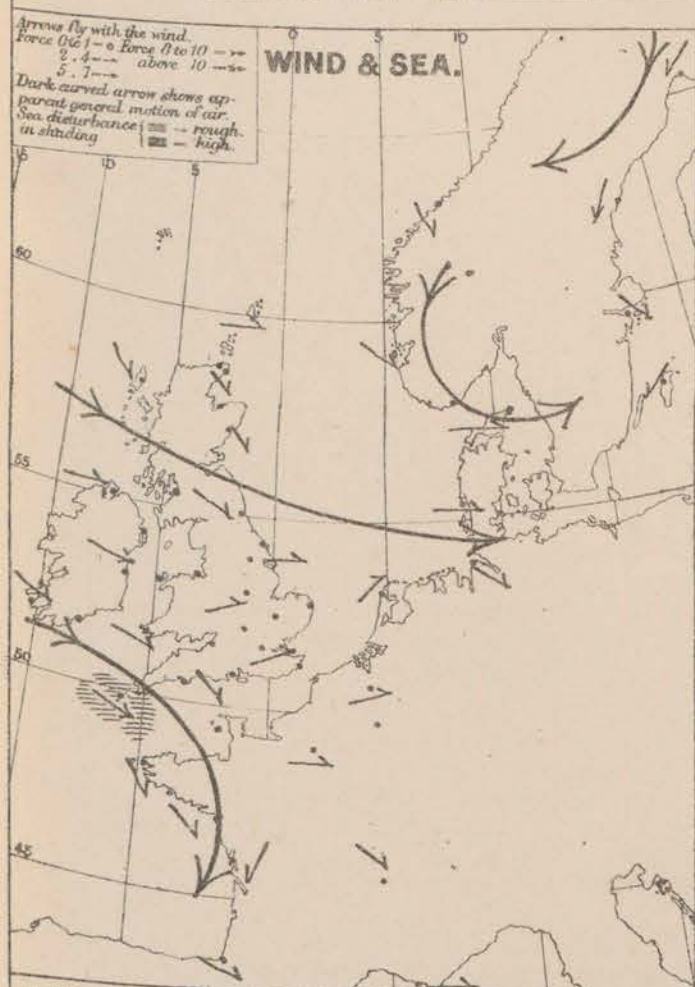 Arrows fly with the wind.
Force 0 to 1 – o Force 8 to 10 –
2 . 4 – above 10 –
5 . 7 –
Dark curved arrow shows ap-
parent general motion of air.
Sea disturbance – rough.
in shading – high.
WIND & SEA.
0 5 10
15 10 5
60
55
50
45